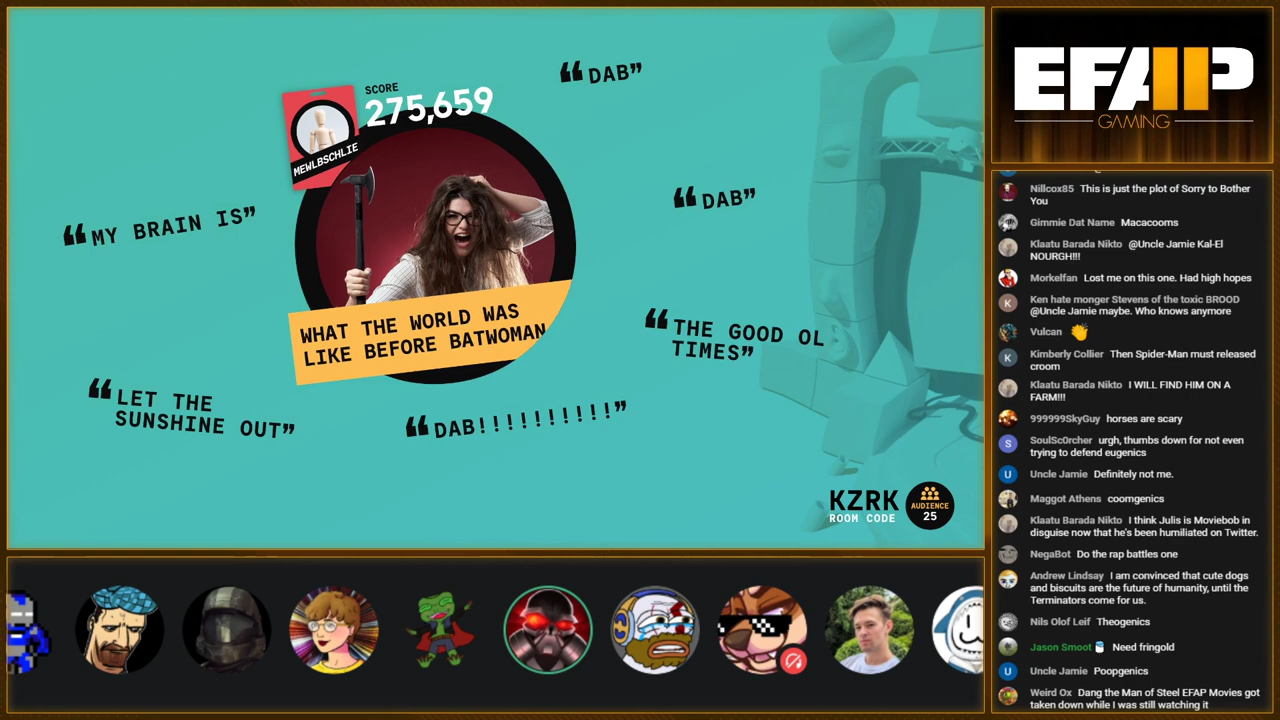 SCORE
275,659
MEWLBSCHLIE
“DAB”
“MY BRAIN IS”
“DAB”
WHAT THE WORLD WAS
LIKE BEFORE BATWOMAN
“THE GOOD OL
TIMES”
“LET THE
SUNSHINE OUT”
“DAB!!!!!!!!!!”
KZRK
ROOM CODE
AUDIENCE
25
EFAP
GAMING
Nillcox85 This is just the plot of Sorry to Bother
You
Gimmie Dat Name Macacooms
Klaatu Barada Nikto @Uncle Jamie Kal-El
NOURGH!!!
Morkelfan Lost me on this one. Had high hopes
K
Ken hate monger Stevens of the toxic BROOD
@Uncle Jamie maybe. Who knows anymore
Vulcan 👏
K
Kimberly Collier Then Spider-Man must released
croom
Klaatu Barada Nikto I WILL FIND HIM ON A
FARM!!!
999999SkyGuy horses are scary
S
SoulSc0rcher urgh, thumbs down for not even
trying to defend eugenics
U
Uncle Jamie Definitely not me.
Maggot Athens coomgenics
Klaatu Barada Nikto I think Julis is Moviebob in
disguise now that he's been humiliated on Twitter.
NegaBot Do the rap battles one
Andrew Lindsay I am convinced that cute dogs
and biscuits are the future of humanity, until the
Terminators come for us.
Nils Olof Leif Theogenics
Jason Smoot Need fringold
U
Uncle Jamie Poopgenics
Weird Ox Dang the Man of Steel EFAP Movies got
taken down while I was still watching it